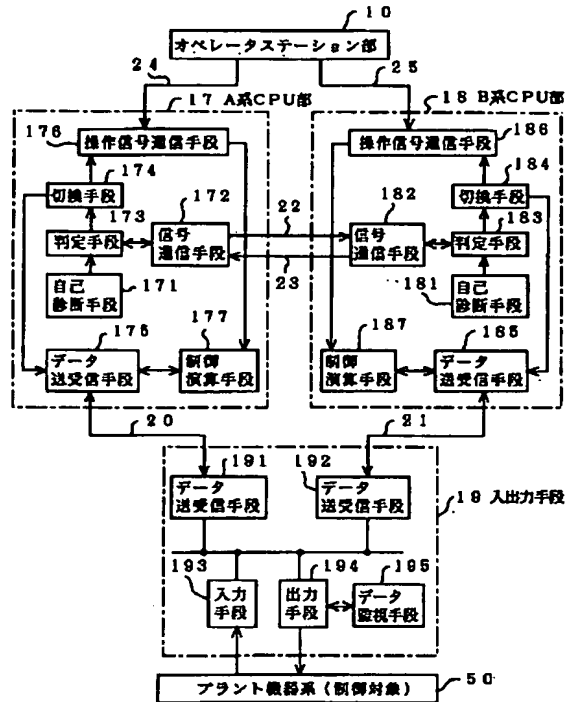 10
オペレータステーション部
24
25
17 A系CPU部
18 B系CPU部
176
操作信号通信手段
操作信号通信手段
186
174
184
切換手段
切換手段
173
172
22
182
183
判定手段
信号
通信手段
信号
通信手段
判定手段
23
自己
診断手段
171
181
自己
診断手段
175
177
187
185
データ
送受信手段
制御
演算手段
制御
演算手段
データ
送受信手段
20
21
191
192
データ
送受信手段
データ
送受信手段
19 入出力手段
193
194
195
入力
手段
出力
手段
データ
監視手段
プラント機器系(制御対象)
50